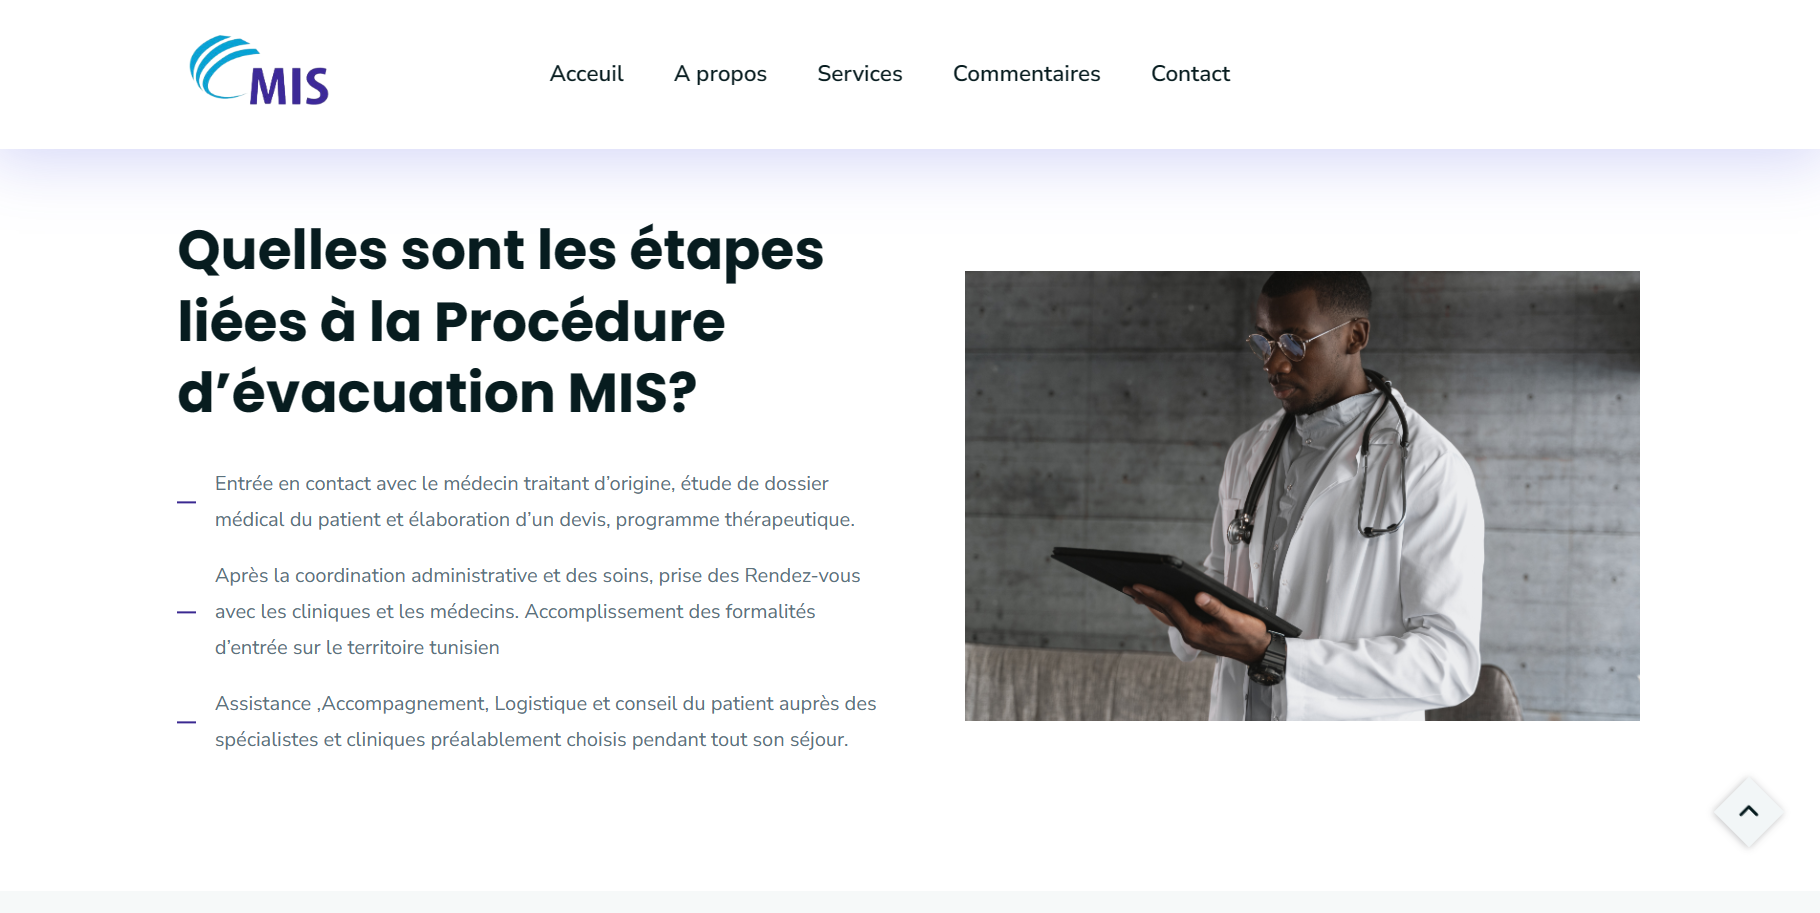 MIS
Acceuil
A propos
Services
Commentaires
Contact
Quelles sont les étapes
liées à la Procédure
d’évacuation MIS?
Entrée en contact avec le médecin traitant d’origine, étude de dossier
médical du patient et élaboration d’un devis, programme thérapeutique.
Après la coordination administrative et des soins, prise des Rendez-vous
avec les cliniques et les médecins. Accomplissement des formalités
d’entrée sur le territoire tunisien
Assistance ,Accompagnement, Logistique et conseil du patient auprès des
spécialistes et cliniques préalablement choisis pendant tout son séjour.